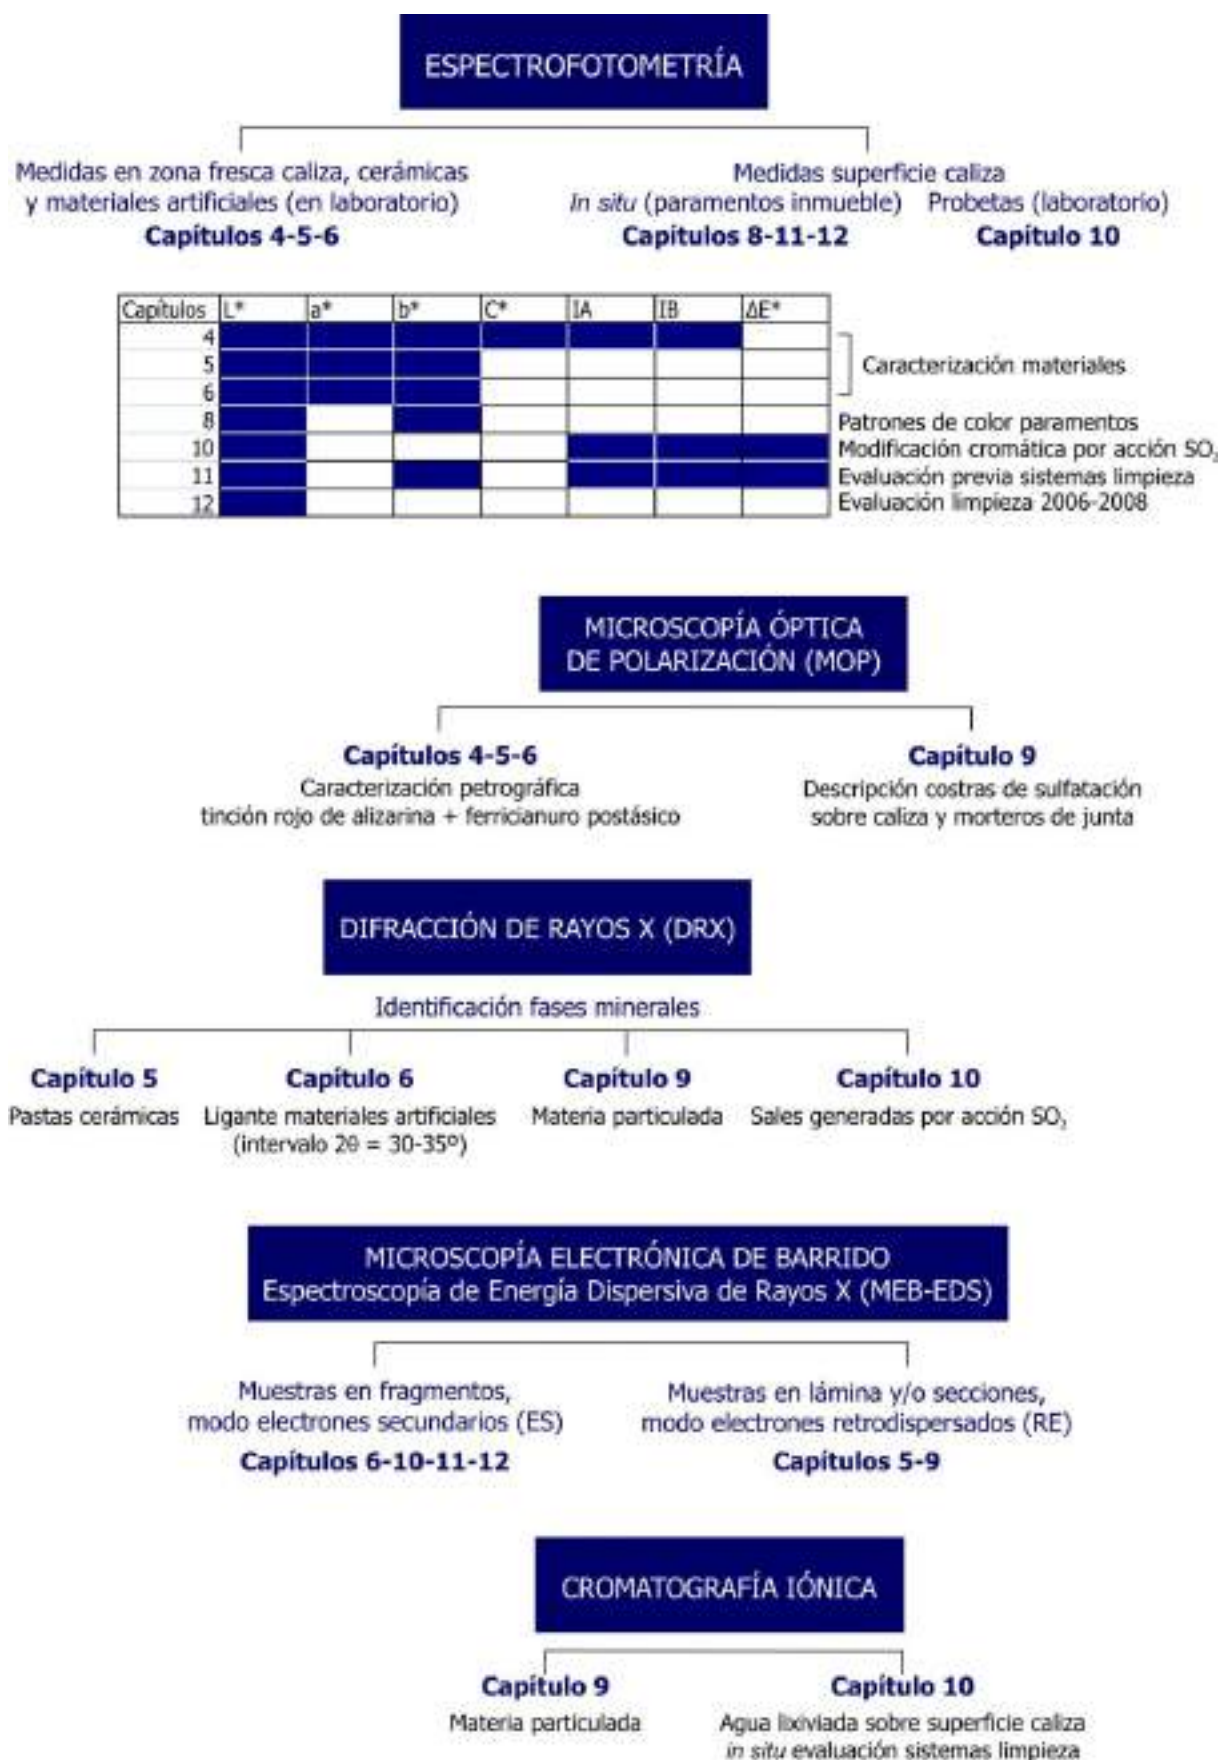 ESPECTROFOTOMETRÍA
Medidas en zona fresca caliza, cerámicas
y materiales artificiales (en laboratorio)
Capítulos 4-5-6
Medidas superficie caliza
In situ (paramentos inmueble) Probetas (laboratorio)
Capítulos 8-11-12 Capítulo 10
Capítulos L* a* b* C* IA IB ΔE*
4
5
6
8
10
11
12
Caracterización materiales
Patrones de color paramentos
Modificación cromática por acción SO₂
Evaluación previa sistemas limpieza
Evaluación limpieza 2006-2008
MICROSCOPÍA ÓPTICA
DE POLARIZACIÓN (MOP)
Capítulos 4-5-6
Caracterización petrográfica
tinción rojo de alizarina + ferricianuro postásico
Capítulo 9
Descripción costras de sulfatación
sobre caliza y morteros de junta
DIFRACCIÓN DE RAYOS X (DRX)
Identificación fases minerales
Capítulo 5
Pastas cerámicas
Capítulo 6
Ligante materiales artificiales
(intervalo 2θ = 30-35º)
Capítulo 9
Materia particulada
Capítulo 10
Sales generadas por acción SO₂
MICROSCOPÍA ELECTRÓNICA DE BARRIDO
Espectroscopía de Energía Dispersiva de Rayos X (MEB-EDS)
Muestras en fragmentos,
modo electrones secundarios (ES)
Capítulos 6-10-11-12
Muestras en lámina y/o secciones,
modo electrones retrodispersados (RE)
Capítulos 5-9
CROMATOGRAFÍA IÓNICA
Capítulo 9
Materia particulada
Capítulo 10
Agua lixiviada sobre superficie caliza
in situ evaluación sistemas limpieza